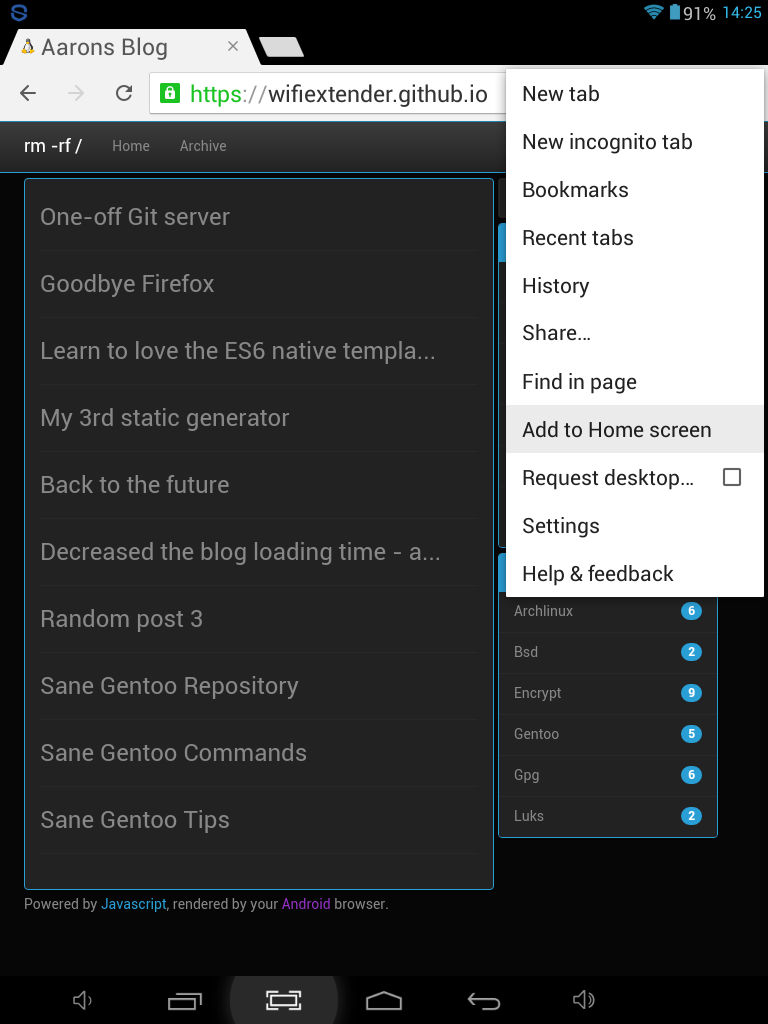 91% 14:25
Aarons Blog
https://wifiextender.github.io
rm -rf /
Home
Archive
One-off Git server
Goodbye Firefox
Learn to love the ES6 native templa...
My 3rd static generator
Back to the future
Decreased the blog loading time - a...
Random post 3
Sane Gentoo Repository
Sane Gentoo Commands
Sane Gentoo Tips
New tab
New incognito tab
Bookmarks
Recent tabs
History
Share...
Find in page
Add to Home screen
Request desktop...
Settings
Help & feedback
Archlinux 6
Bsd 2
Encrypt 9
Gentoo 5
Gpg 6
Luks 2
Powered by Javascript, rendered by your Android browser.